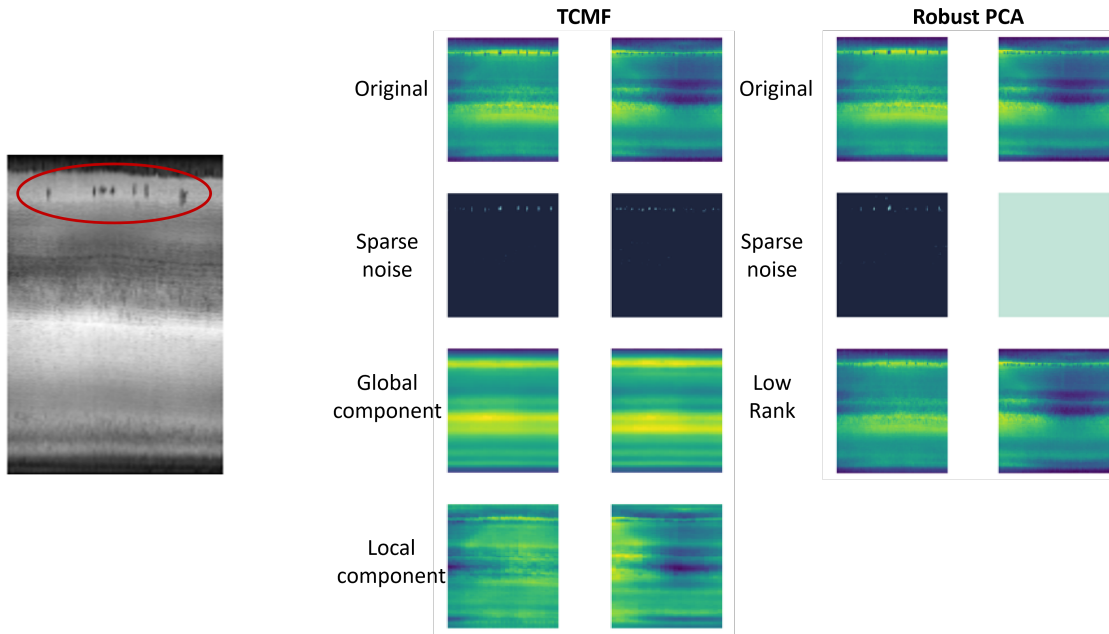 TCMF
Robust PCA
Original
Original
Sparse
noise
Sparse
noise
Global
component
Low
Rank
Local
component